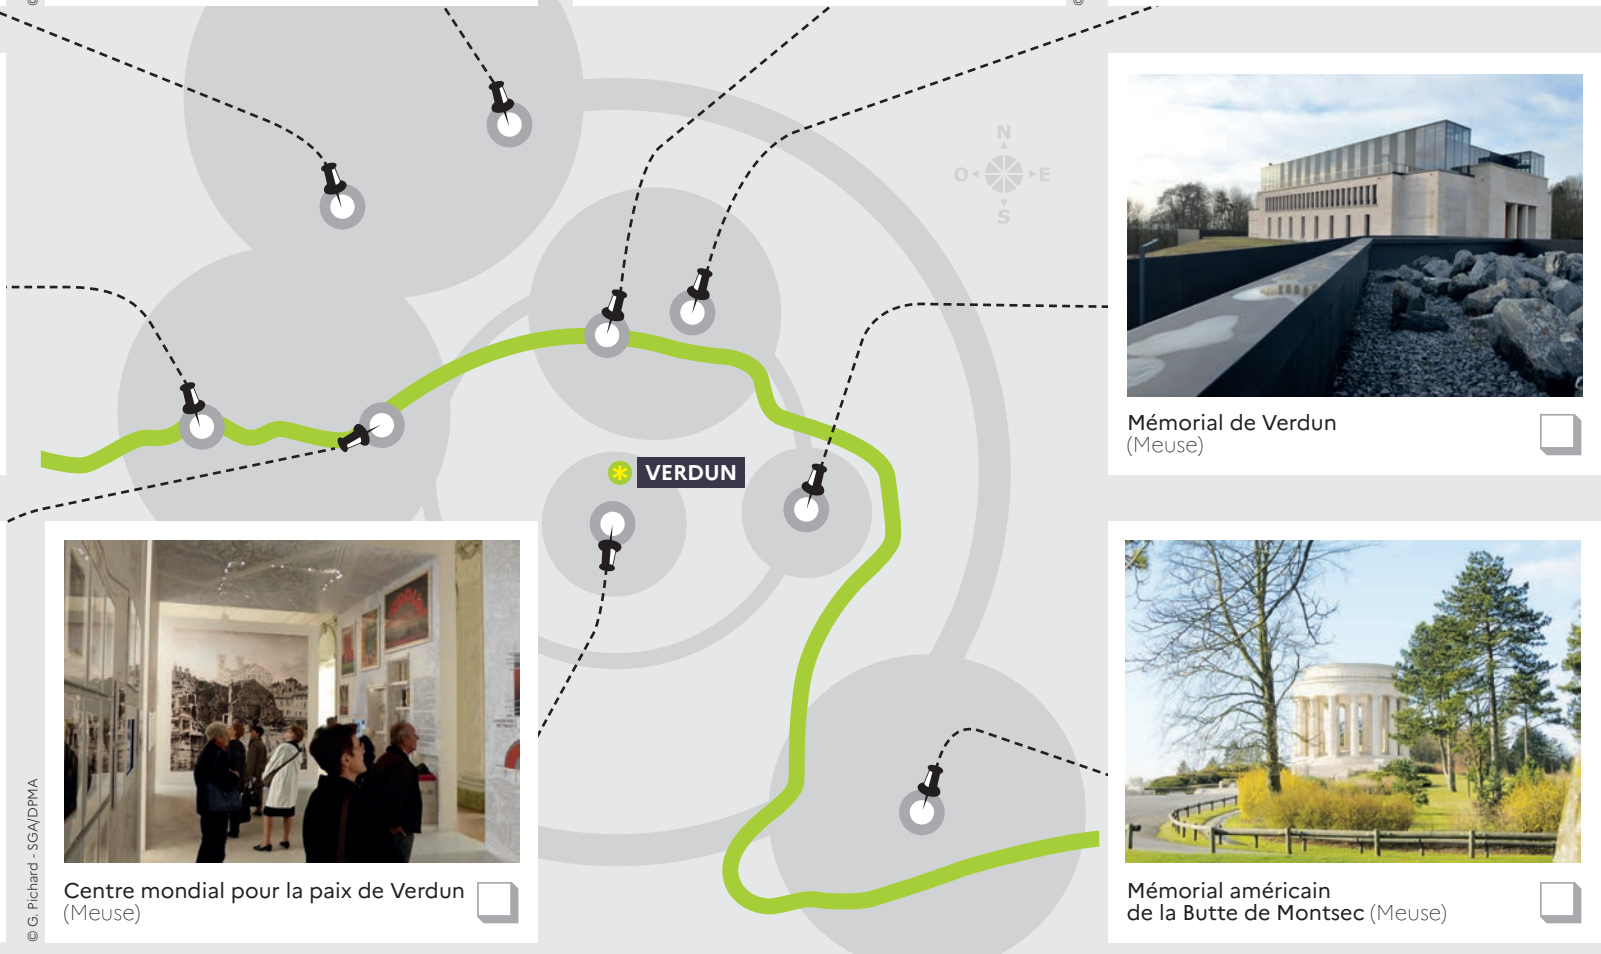 N
O
E
S
VERDUN
Mémorial de Verdun
(Meuse)
© G. Pichard - SGA/DPMA
Centre mondial pour la paix de Verdun
(Meuse)
Mémorial américain
de la Butte de Montsec (Meuse)